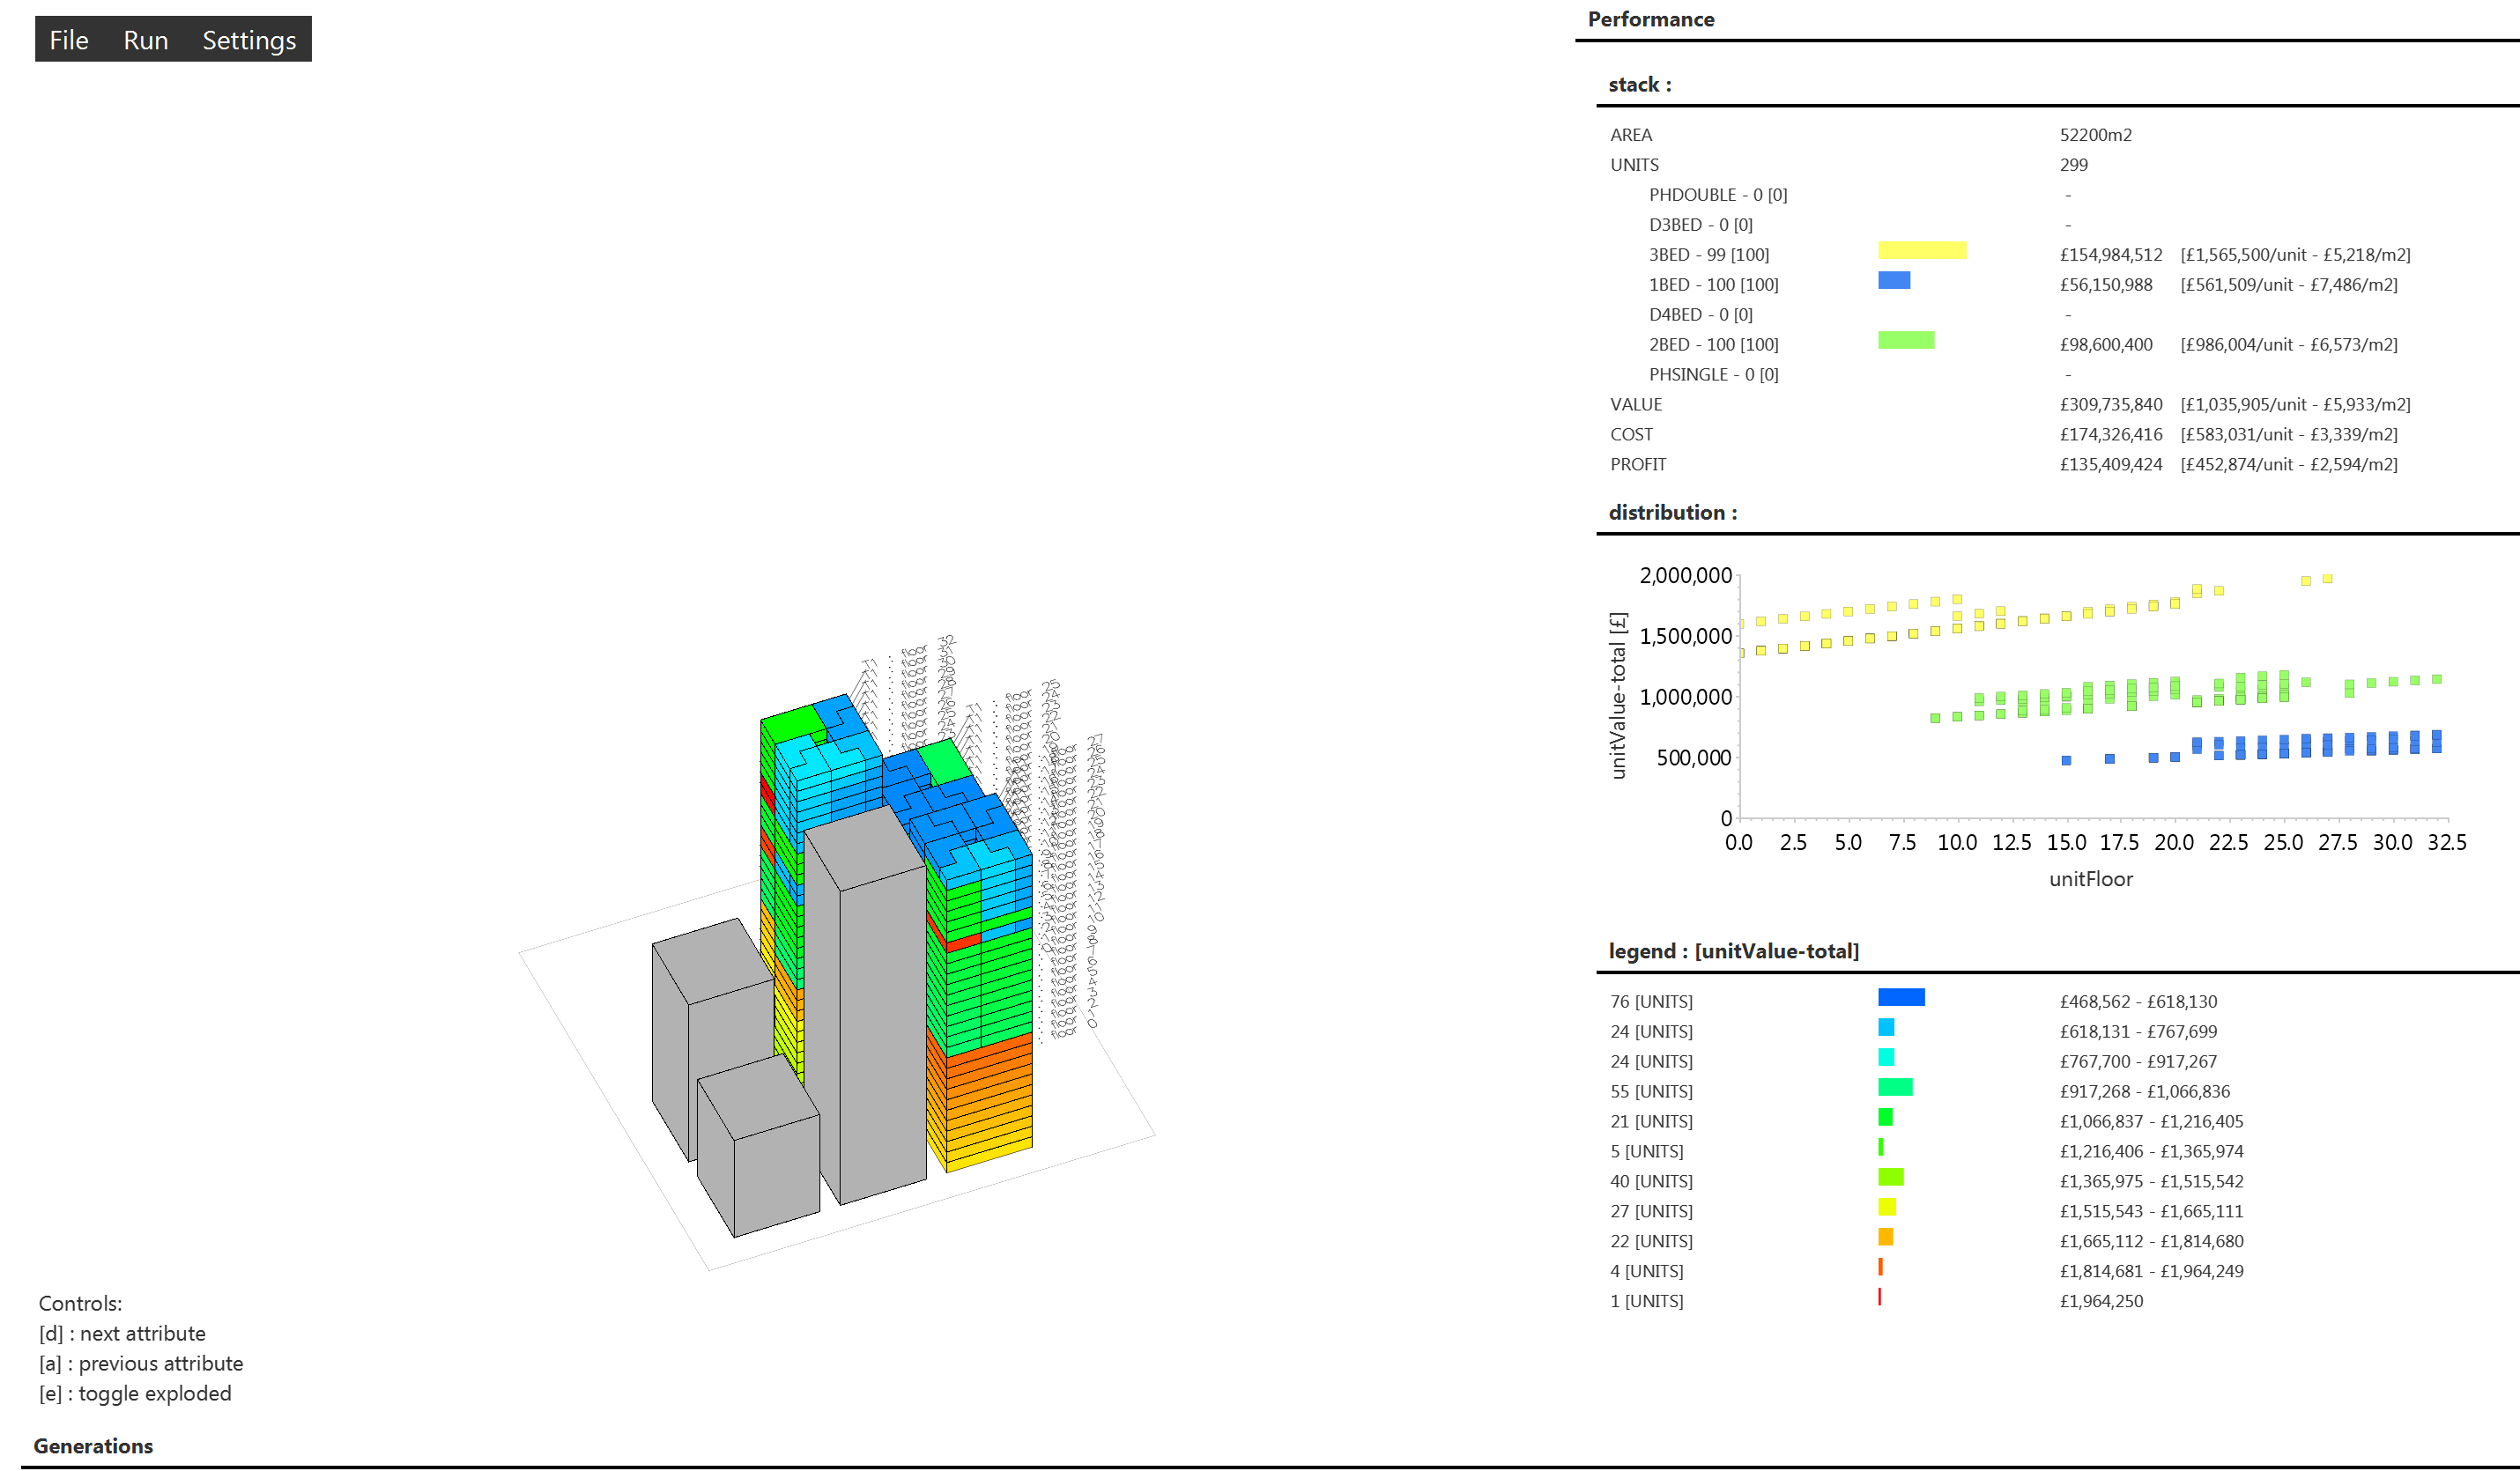 File Run Settings
Performance
stack :
AREA 52200m2
UNITS 299
PHDOUBLE - 0 [0] -
D3BED - 0 [0] -
3BED - 99 [100] £154,984,512 [£1,565,500/unit - £5,218/m2]
1BED - 100 [100] £56,150,988 [£561,509/unit - £7,486/m2]
D4BED - 0 [0] -
2BED - 100 [100] £98,600,400 [£986,004/unit - £6,573/m2]
PHSINGLE - 0 [0] -
VALUE £309,735,840 [£1,035,905/unit - £5,933/m2]
COST £174,326,416 [£583,031/unit - £3,339/m2]
PROFIT £135,409,424 [£452,874/unit - £2,594/m2]
distribution :
unitValue-total [£]
2,000,000
1,500,000
1,000,000
500,000
0
0.0 2.5 5.0 7.5 10.0 12.5 15.0 17.5 20.0 22.5 25.0 27.5 30.0 32.5
unitFloor
legend : [unitValue-total]
76 [UNITS] £468,562 - £618,130
24 [UNITS] £618,131 - £767,699
24 [UNITS] £767,700 - £917,267
55 [UNITS] £917,268 - £1,066,836
21 [UNITS] £1,066,837 - £1,216,405
5 [UNITS] £1,216,406 - £1,365,974
40 [UNITS] £1,365,975 - £1,515,542
27 [UNITS] £1,515,543 - £1,665,111
22 [UNITS] £1,665,112 - £1,814,680
4 [UNITS] £1,814,681 - £1,964,249
1 [UNITS] £1,964,250
Controls:
[d] : next attribute
[a] : previous attribute
[e] : toggle exploded
Generations